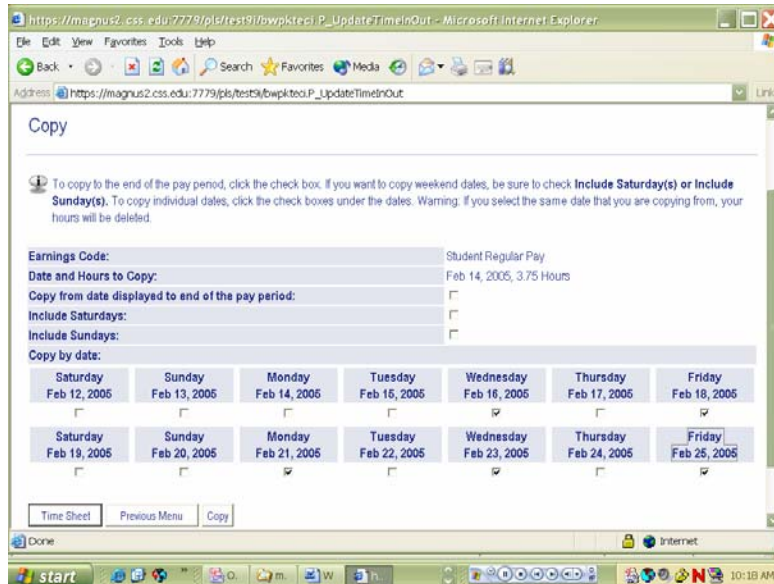 https://magnus2.css.edu:7779/pls/test9i/bwpkteci.P_UpdateTimeInOut - Microsoft Internet Explorer
File Edit View Favorites Tools Help
Back Search Favorites Media
Address https://magnus2.css.edu:7779/pls/test9i/bwpkteci.P_UpdateTimeInOut Link
Copy
To copy to the end of the pay period, click the check box. If you want to copy weekend dates, be sure to check Include Saturday(s) or Include
Sunday(s). To copy individual dates, click the check boxes under the dates. Warning: If you select the same date that you are copying from, your
hours will be deleted.
Earnings Code: Student Regular Pay
Date and Hours to Copy: Feb 14, 2005, 3.75 Hours
Copy from date displayed to end of the pay period:
Include Saturdays:
Include Sundays:
Copy by date:
Saturday Sunday Monday Tuesday Wednesday Thursday Friday
Feb 12, 2005 Feb 13, 2005 Feb 14, 2005 Feb 15, 2005 Feb 16, 2005 Feb 17, 2005 Feb 18, 2005
Saturday Sunday Monday Tuesday Wednesday Thursday Friday
Feb 19, 2005 Feb 20, 2005 Feb 21, 2005 Feb 22, 2005 Feb 23, 2005 Feb 24, 2005 Feb 25, 2005
Time Sheet Previous Menu Copy
Done Internet
start O. m. W h. 10:18 AM